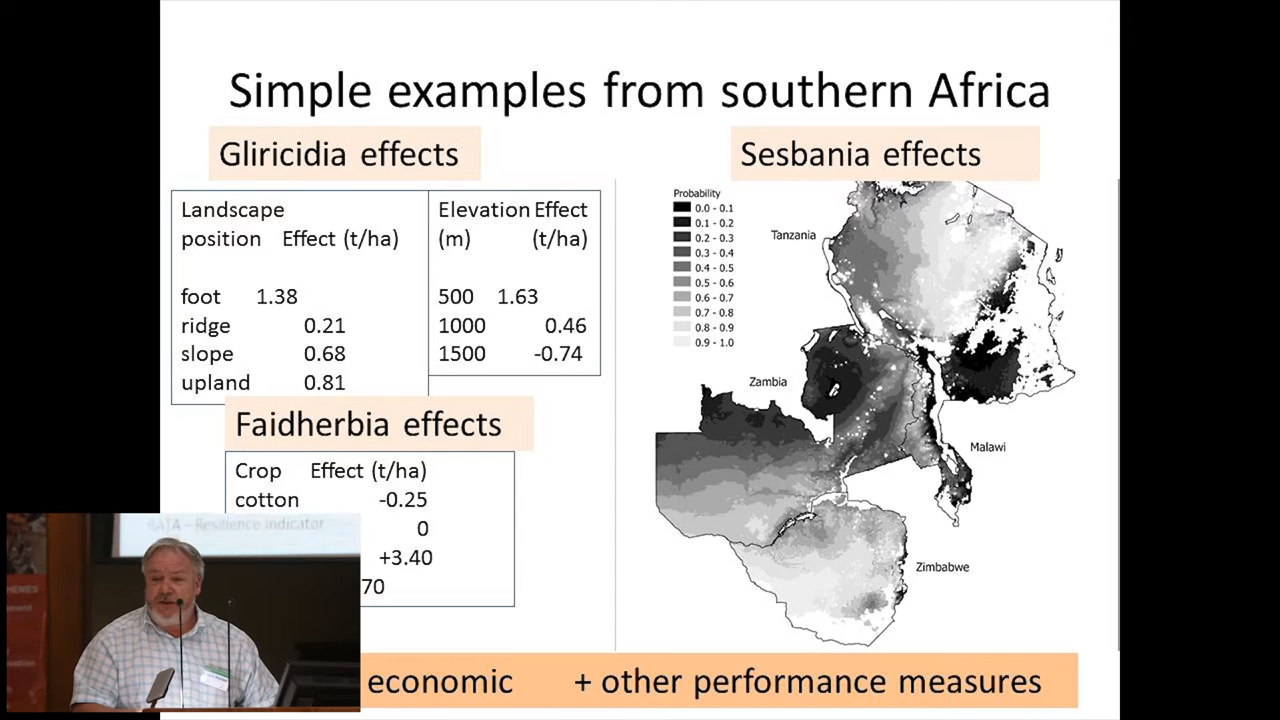 Simple examples from southern Africa
Gliricidia effects
Landscape
position Effect (t/ha)
foot 1.38
ridge 0.21
slope 0.68
upland 0.81
Elevation Effect
(m) (t/ha)
500 1.63
1000 0.46
1500 -0.74
Faidherbia effects
Crop Effect (t/ha)
cotton -0.25
0
+3.40
70
Sesbania effects
Probability
0.0 - 0.1
0.1 - 0.2
0.2 - 0.3
0.3 - 0.4
0.4 - 0.5
0.5 - 0.6
0.6 - 0.7
0.7 - 0.8
0.8 - 0.9
0.9 - 1.0
Tanzania
Zambia
Malawi
Zimbabwe
RATA – Resilience indicator
economic + other performance measures